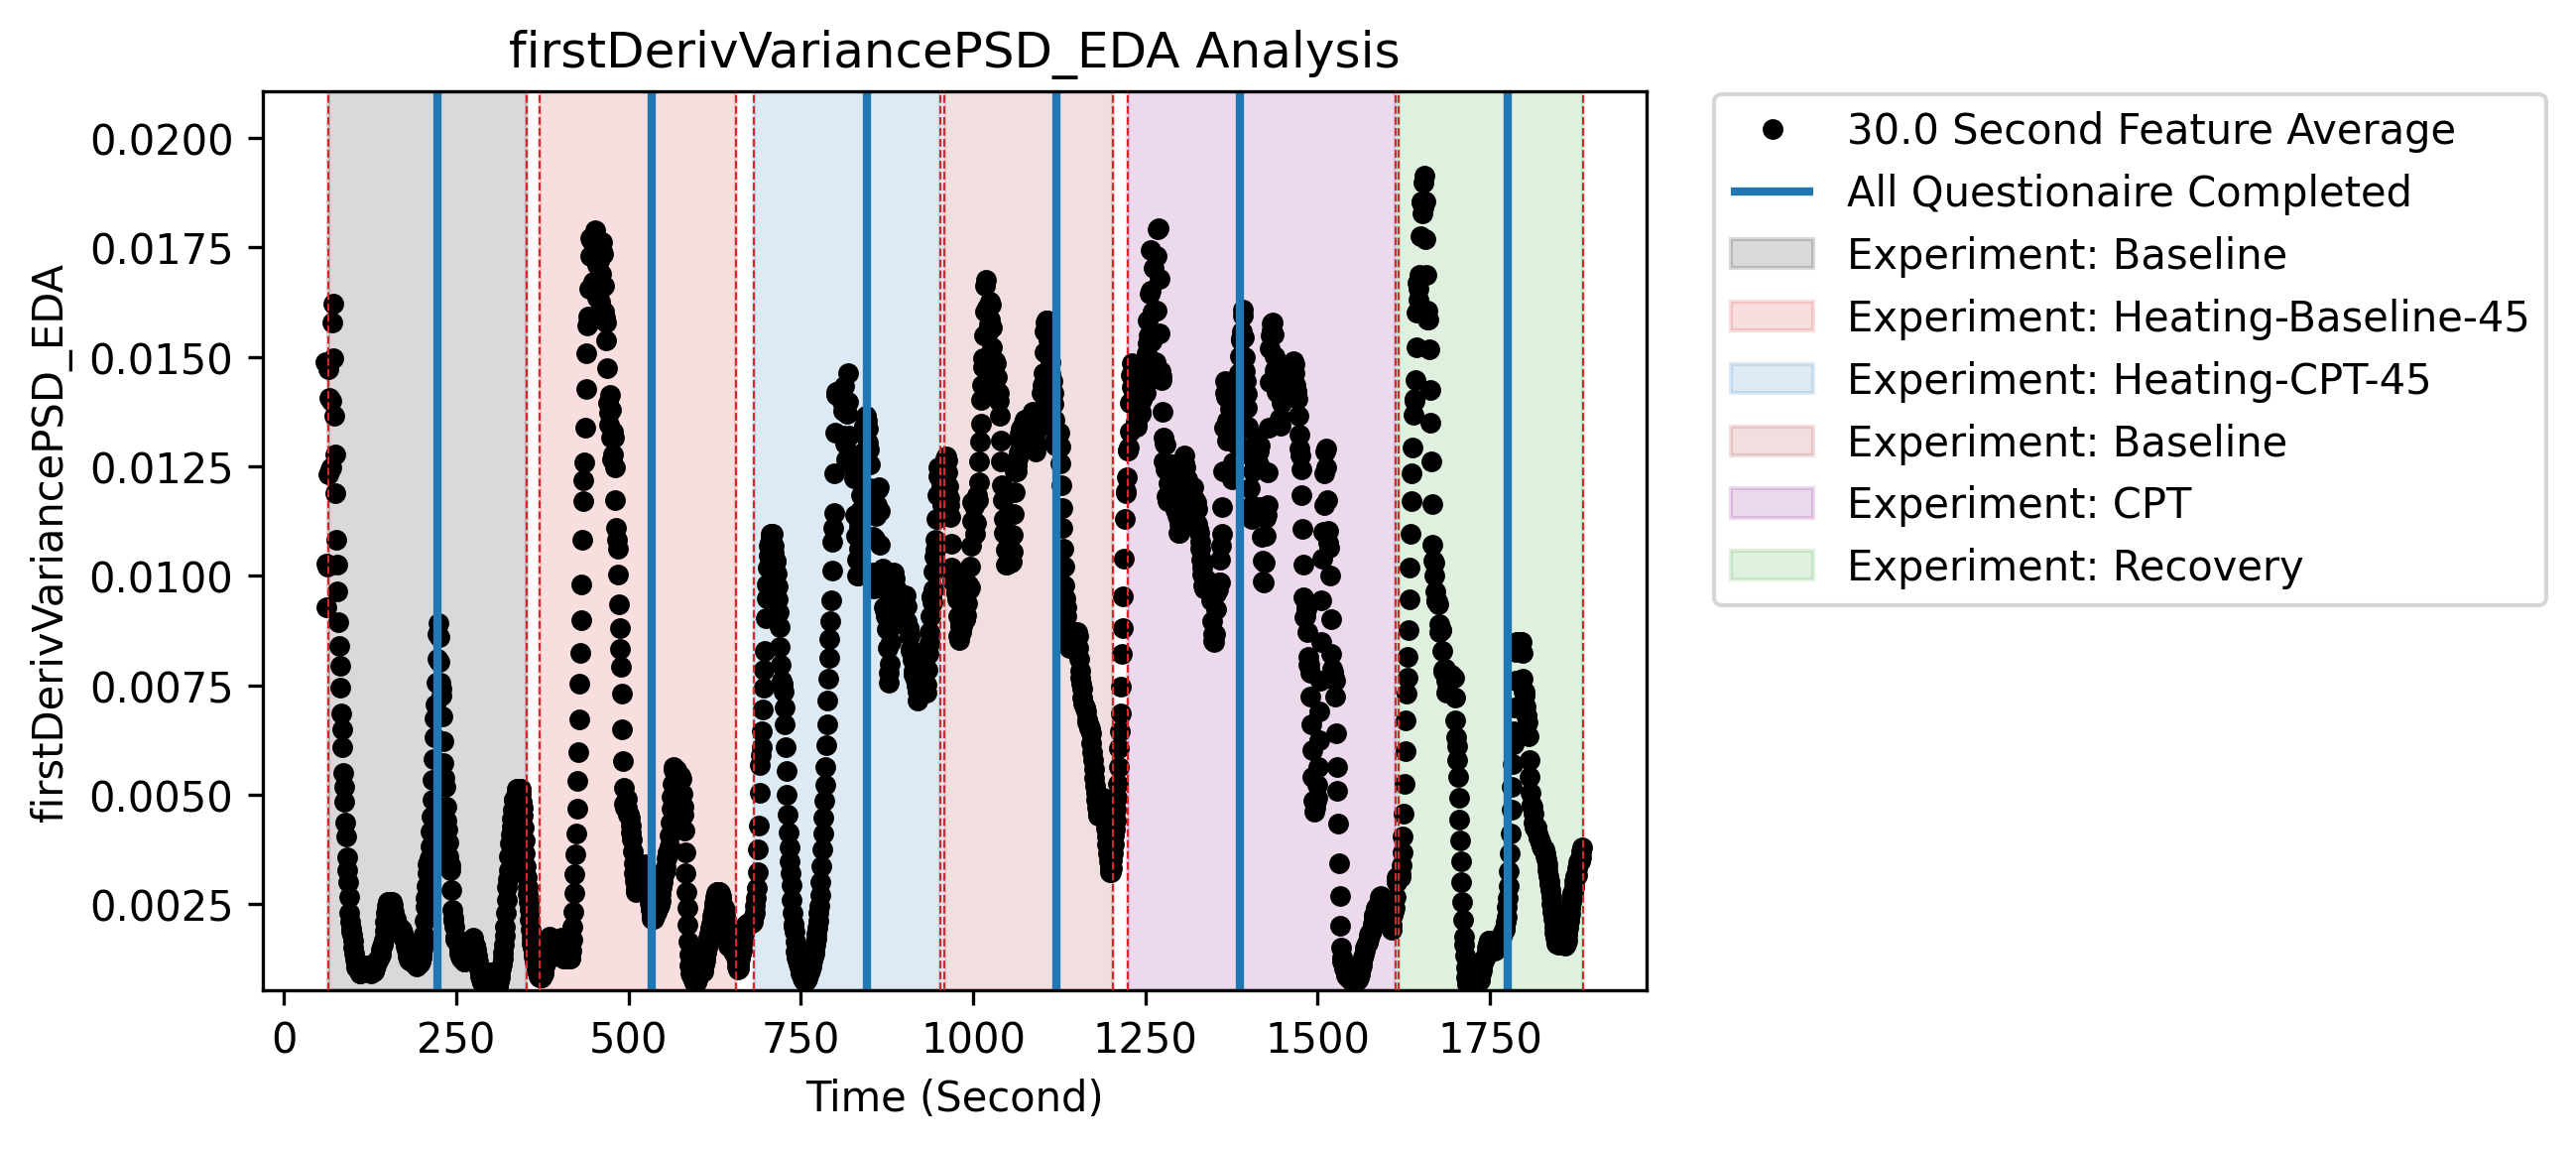 firstDerivVariancePSD_EDA Analysis
firstDerivVariancePSD_EDA
0.0200
0.0175
0.0150
0.0125
0.0100
0.0075
0.0050
0.0025
0 250 500 750 1000 1250 1500 1750
Time (Second)
30.0 Second Feature Average
All Questionaire Completed
Experiment: Baseline
Experiment: Heating-Baseline-45
Experiment: Heating-CPT-45
Experiment: Baseline
Experiment: CPT
Experiment: Recovery